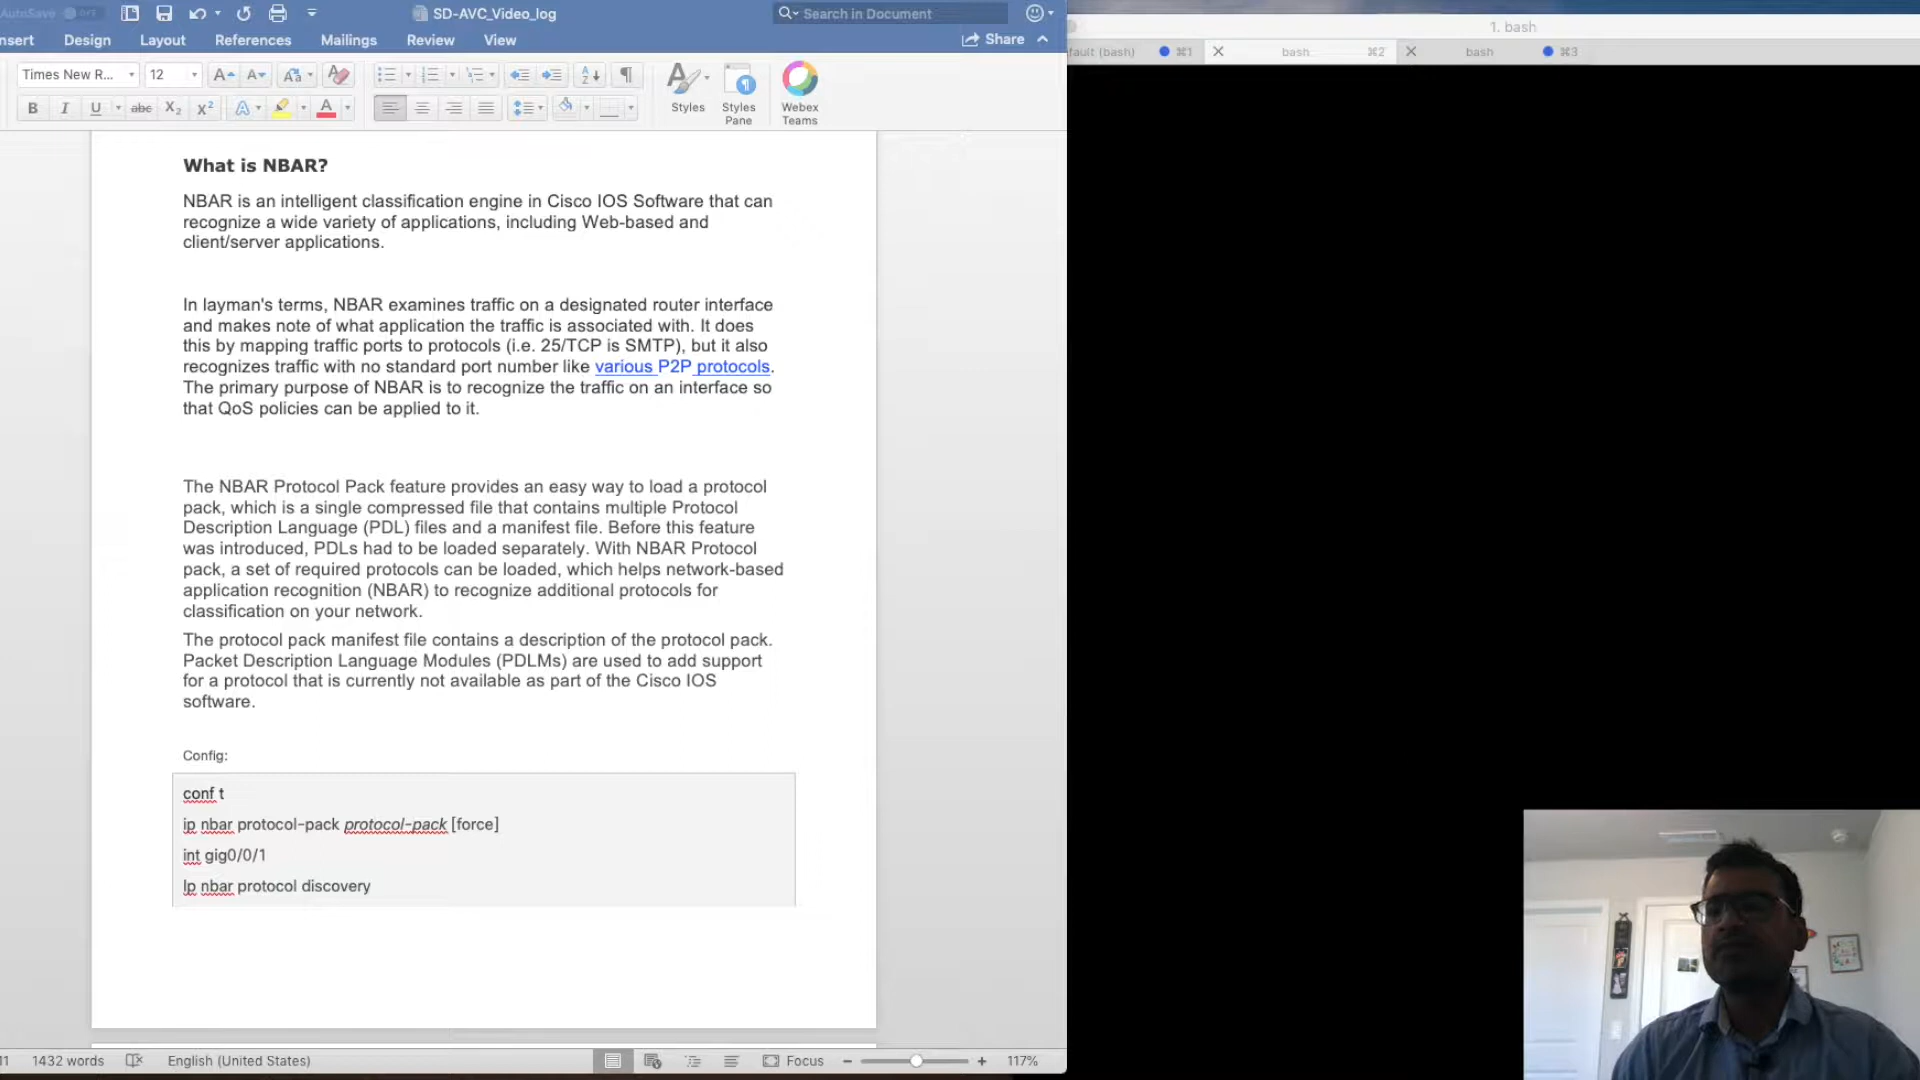 AutoSave OFF
SD-AVC_Video_log
Search in Document
nsert Design Layout References Mailings Review View
Share
Times New R... 12
Styles
Styles Pane
Webex Teams
What is NBAR?
NBAR is an intelligent classification engine in Cisco IOS Software that can
recognize a wide variety of applications, including Web-based and
client/server applications.
In layman's terms, NBAR examines traffic on a designated router interface
and makes note of what application the traffic is associated with. It does
this by mapping traffic ports to protocols (i.e. 25/TCP is SMTP), but it also
recognizes traffic with no standard port number like various P2P protocols.
The primary purpose of NBAR is to recognize the traffic on an interface so
that QoS policies can be applied to it.
The NBAR Protocol Pack feature provides an easy way to load a protocol
pack, which is a single compressed file that contains multiple Protocol
Description Language (PDL) files and a manifest file. Before this feature
was introduced, PDLs had to be loaded separately. With NBAR Protocol
pack, a set of required protocols can be loaded, which helps network-based
application recognition (NBAR) to recognize additional protocols for
classification on your network.
The protocol pack manifest file contains a description of the protocol pack.
Packet Description Language Modules (PDLMs) are used to add support
for a protocol that is currently not available as part of the Cisco IOS
software.
Config:
conf t
ip nbar protocol-pack protocol-pack [force]
int gig0/0/1
Ip nbar protocol discovery
11 1432 words English (United States) Focus 117%
1. bash
fault (bash) ⌘1 bash ⌘2 bash ⌘3